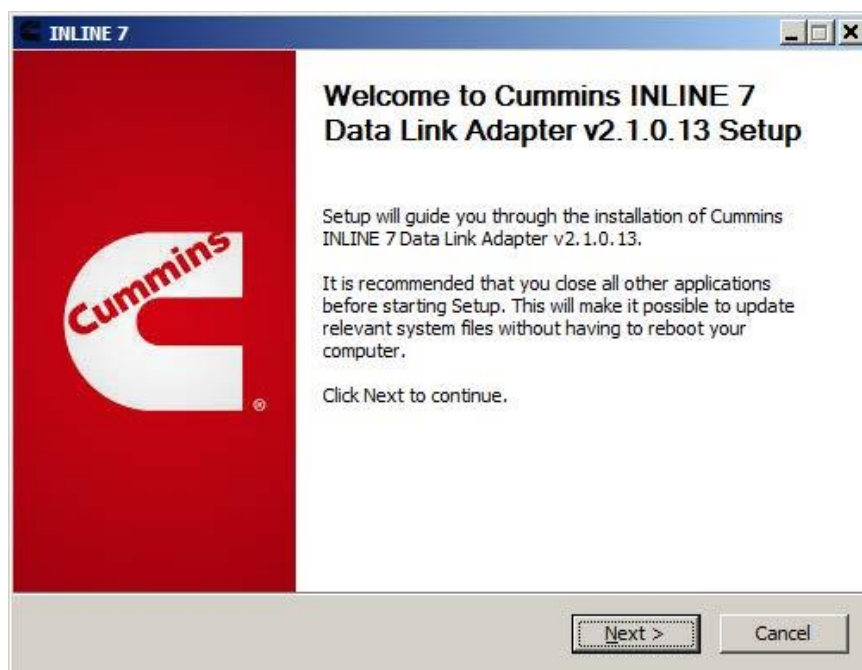 INLINE 7
Welcome to Cummins INLINE 7
Data Link Adapter v2.1.0.13 Setup
Setup will guide you through the installation of Cummins
INLINE 7 Data Link Adapter v2.1.0.13.
It is recommended that you close all other applications
before starting Setup. This will make it possible to update
relevant system files without having to reboot your
computer.
Click Next to continue.
Cummins
®
Next >
Cancel